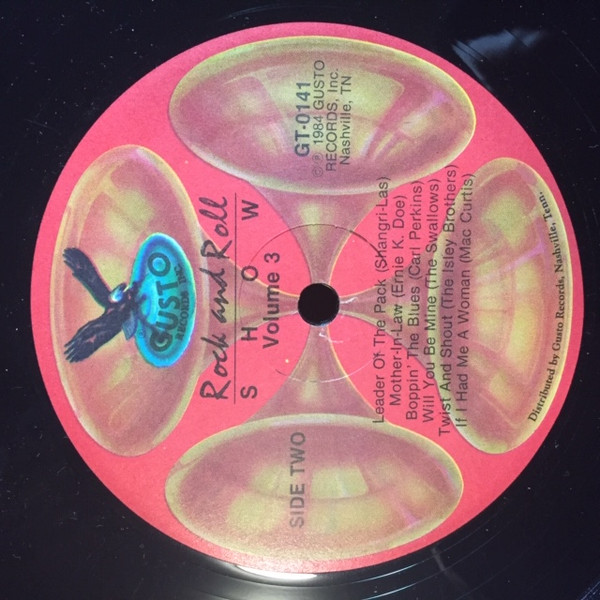 GUSTO
RECORDS INC.
Rock and Roll
S H O W
Volume 3
SIDE TWO
GT-0141
© ℗ 1984 GUSTO
RECORDS, Inc.
Nashville, TN
Leader Of The Pack (Shangri-Las)
Mother-In-Law (Ernie K. Doe)
Boppin' The Blues (Carl Perkins)
Will You Be Mine (The Swallows)
Twist And Shout (The Isley Brothers)
If I Had Me A Woman (Mac Curtis)
Distributed by Gusto Records, Nashville, Tenn.